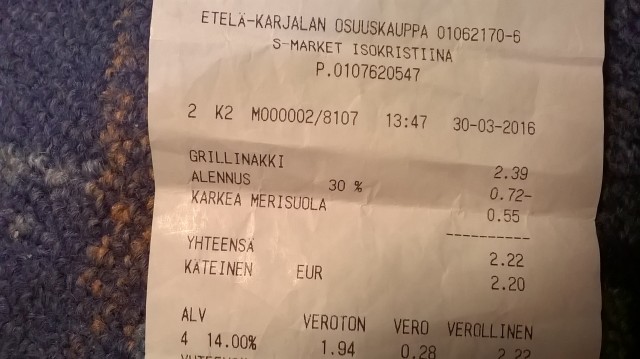 ETELÄ-KARJALAN OSUUSKAUPPA 01062170-6
S-MARKET ISOKRISTIINA
P.0107620547
2 K2 M000002/8107 13:47 30-03-2016
GRILLINAKKI 2.39
ALENNUS 30 % 0.72-
KARKEA MERISUOLA 0.55
----------
YHTEENSÄ 2.22
KÄTEINEN EUR 2.20
ALV VEROTON VERO VEROLLINEN
4 14.00% 1.94 0.28 2.22